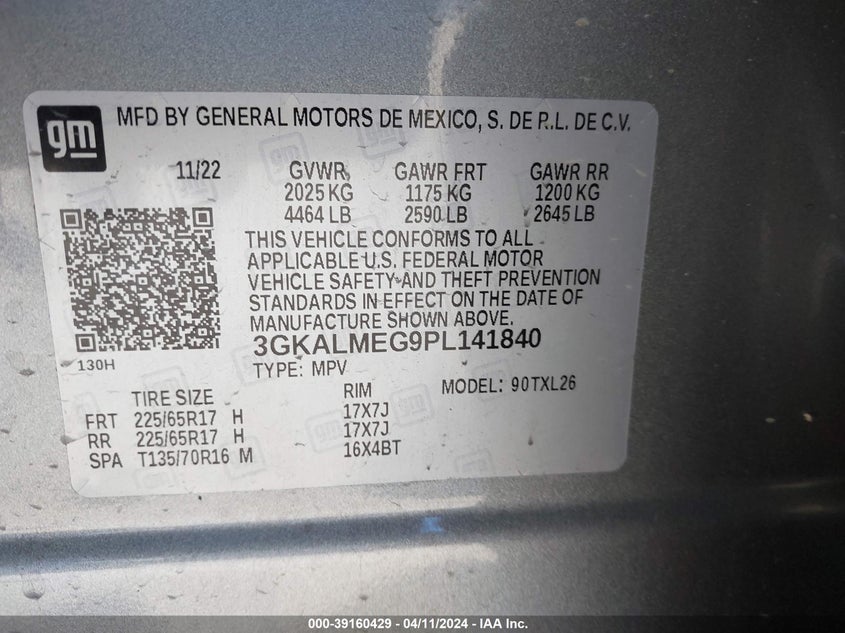 gm
MFD BY GENERAL MOTORS DE MEXICO, S. DE R.L. DE C.V.
11/22 GVWR GAWR FRT GAWR RR
2025 KG 1175 KG 1200 KG
4464 LB 2590 LB 2645 LB
THIS VEHICLE CONFORMS TO ALL
APPLICABLE U.S. FEDERAL MOTOR
VEHICLE SAFETY AND THEFT PREVENTION
STANDARDS IN EFFECT ON THE DATE OF
MANUFACTURE SHOWN ABOVE.
3GKALMEG9PL141840
130H
TYPE: MPV MODEL: 90TXL26
TIRE SIZE RIM
FRT 225/65R17 H 17X7J
RR 225/65R17 H 17X7J
SPA T135/70R16 M 16X4BT
000-39160429 - 04/11/2024 - IAA Inc.